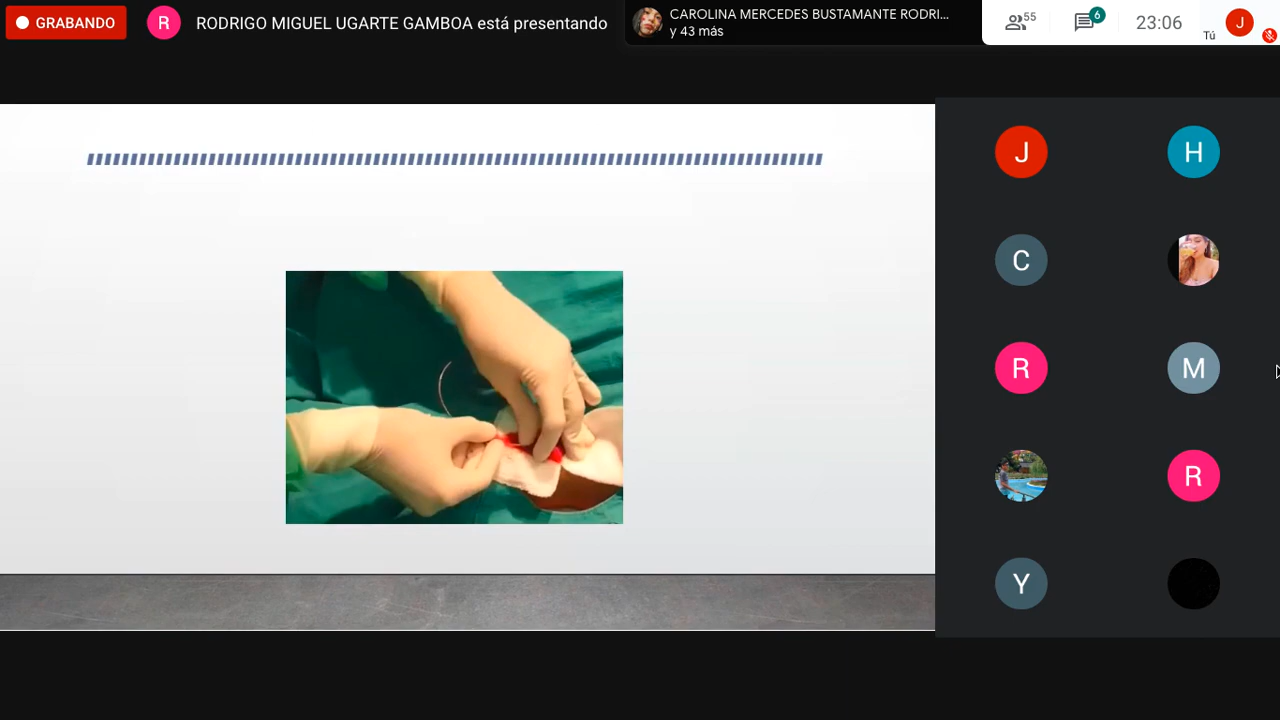 GRABANDO
R
RODRIGO MIGUEL UGARTE GAMBOA está presentando
CAROLINA MERCEDES BUSTAMANTE RODRI...
y 43 más
55
6
23:06
Tú
J
J
H
C
R
M
R
Y